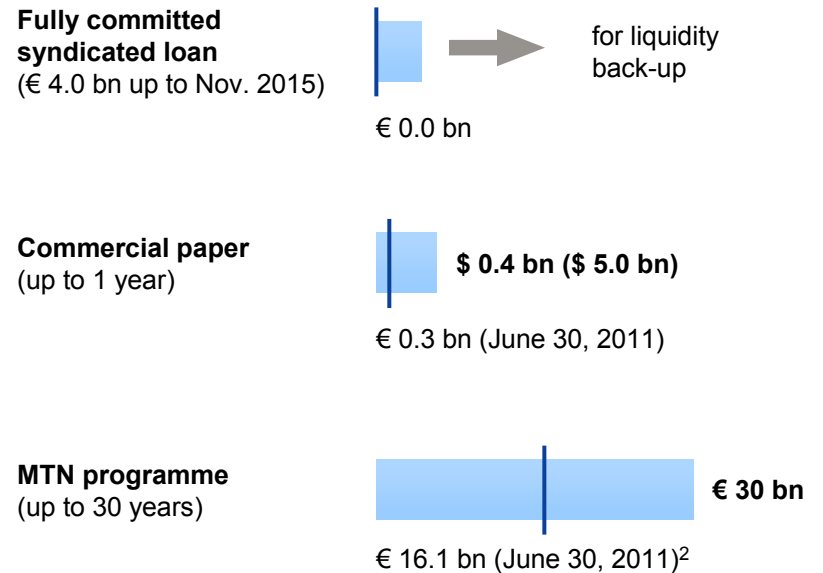 Fully committed
syndicated loan
(€ 4.0 bn up to Nov. 2015)
for liquidity
back-up
€ 0.0 bn
Commercial paper
(up to 1 year)
$ 0.4 bn ($ 5.0 bn)
€ 0.3 bn (June 30, 2011)
MTN programme
(up to 30 years)
€ 30 bn
€ 16.1 bn (June 30, 2011)²